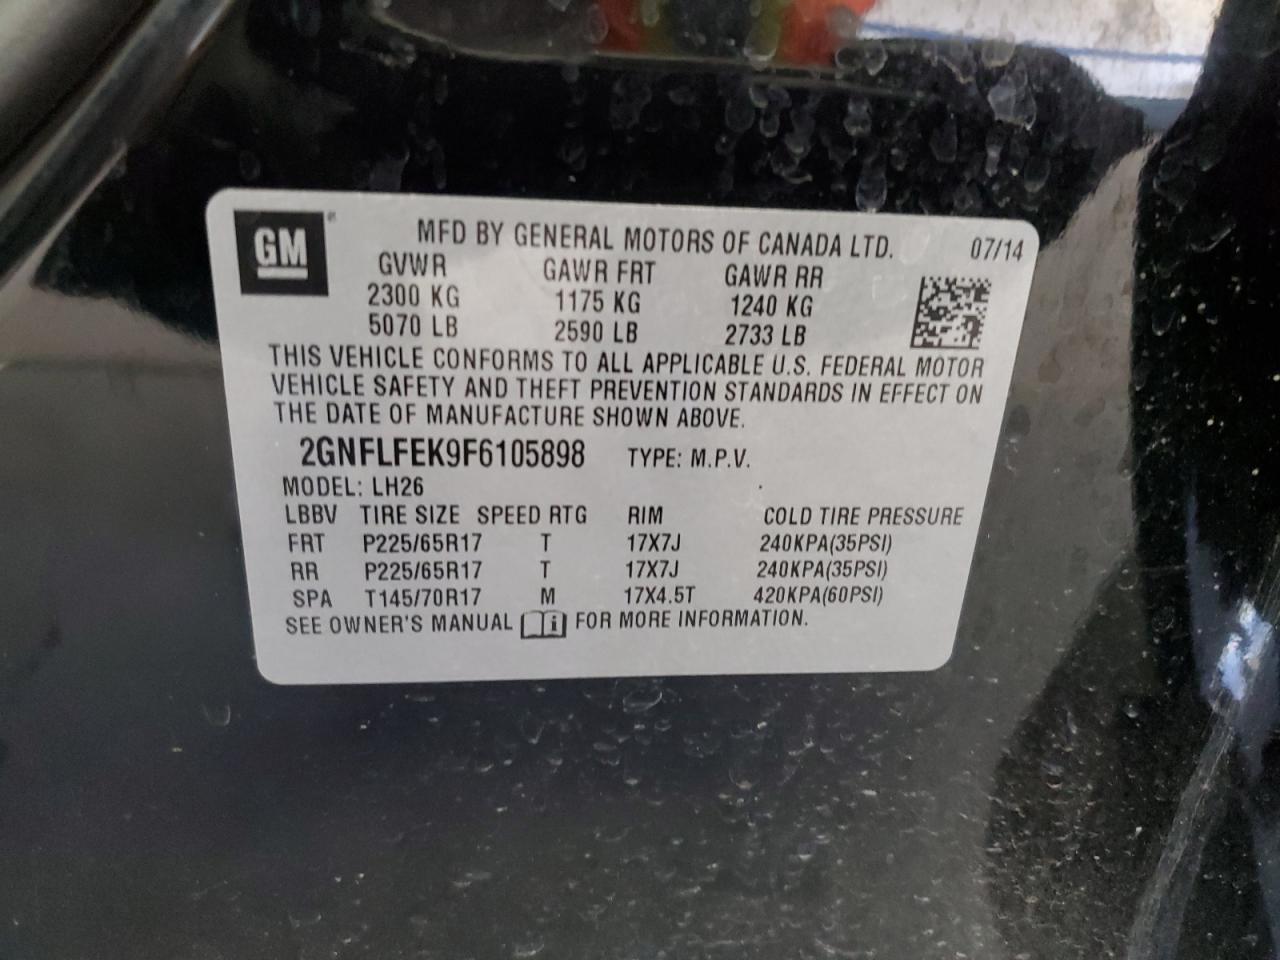 GM
MFD BY GENERAL MOTORS OF CANADA LTD. 07/14
GVWR GAWR FRT GAWR RR
2300 KG 1175 KG 1240 KG
5070 LB 2590 LB 2733 LB
THIS VEHICLE CONFORMS TO ALL APPLICABLE U.S. FEDERAL MOTOR
VEHICLE SAFETY AND THEFT PREVENTION STANDARDS IN EFFECT ON
THE DATE OF MANUFACTURE SHOWN ABOVE.
2GNFLFEK9F6105898 TYPE: M.P.V.
MODEL: LH26
LBBV TIRE SIZE SPEED RTG RIM COLD TIRE PRESSURE
FRT P225/65R17 T 17X7J 240KPA(35PSI)
RR P225/65R17 T 17X7J 240KPA(35PSI)
SPA T145/70R17 M 17X4.5T 420KPA(60PSI)
SEE OWNER'S MANUAL i FOR MORE INFORMATION.